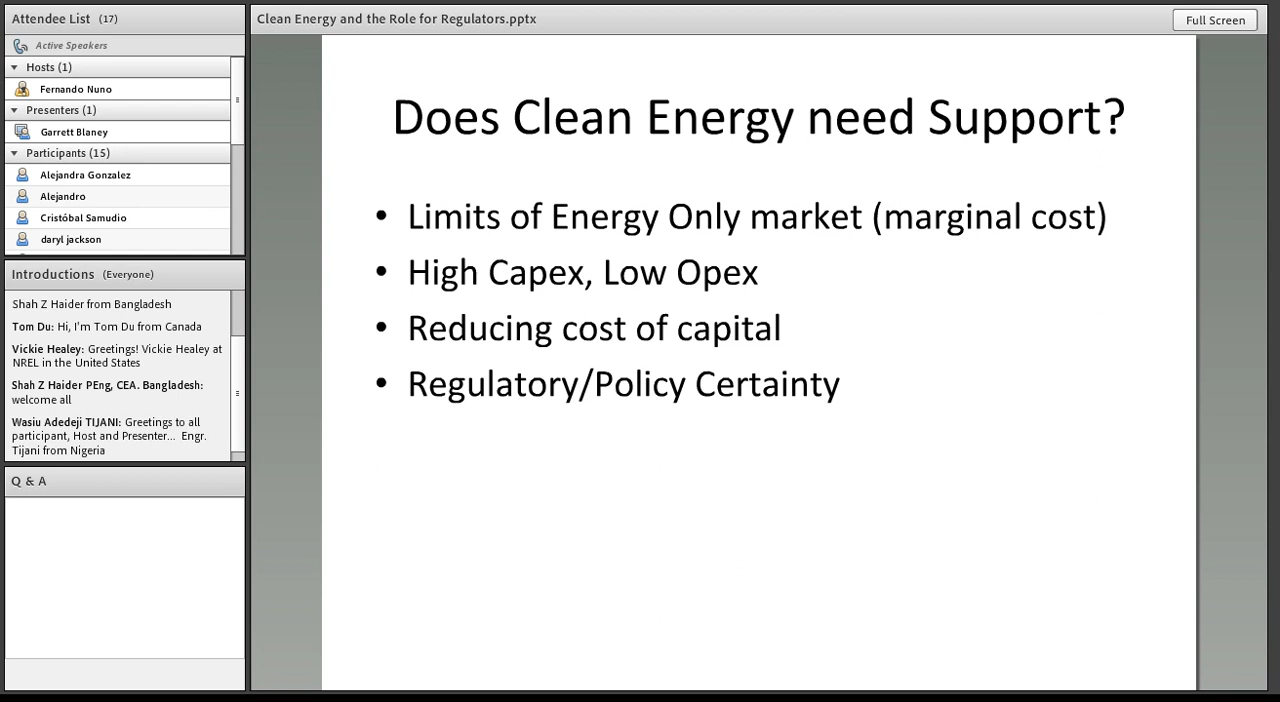 Attendee List (17)
Active Speakers
Hosts (1)
Fernando Nuno
Presenters (1)
Garrett Blaney
Participants (15)
Alejandra Gonzalez
Alejandro
Cristóbal Samudio
daryl jackson
Introductions (Everyone)
Shah Z Haider from Bangladesh
Tom Du: Hi, I'm Tom Du from Canada
Vickie Healey: Greetings! Vickie Healey at
NREL in the United States
Shah Z Haider PEng, CEA. Bangladesh:
welcome all
Wasiu Adedeji TIJANI: Greetings to all
participant, Host and Presenter... Engr.
Tijani from Nigeria
Q & A
Clean Energy and the Role for Regulators.pptx
Full Screen
Does Clean Energy need Support?
• Limits of Energy Only market (marginal cost)
• High Capex, Low Opex
• Reducing cost of capital
• Regulatory/Policy Certainty